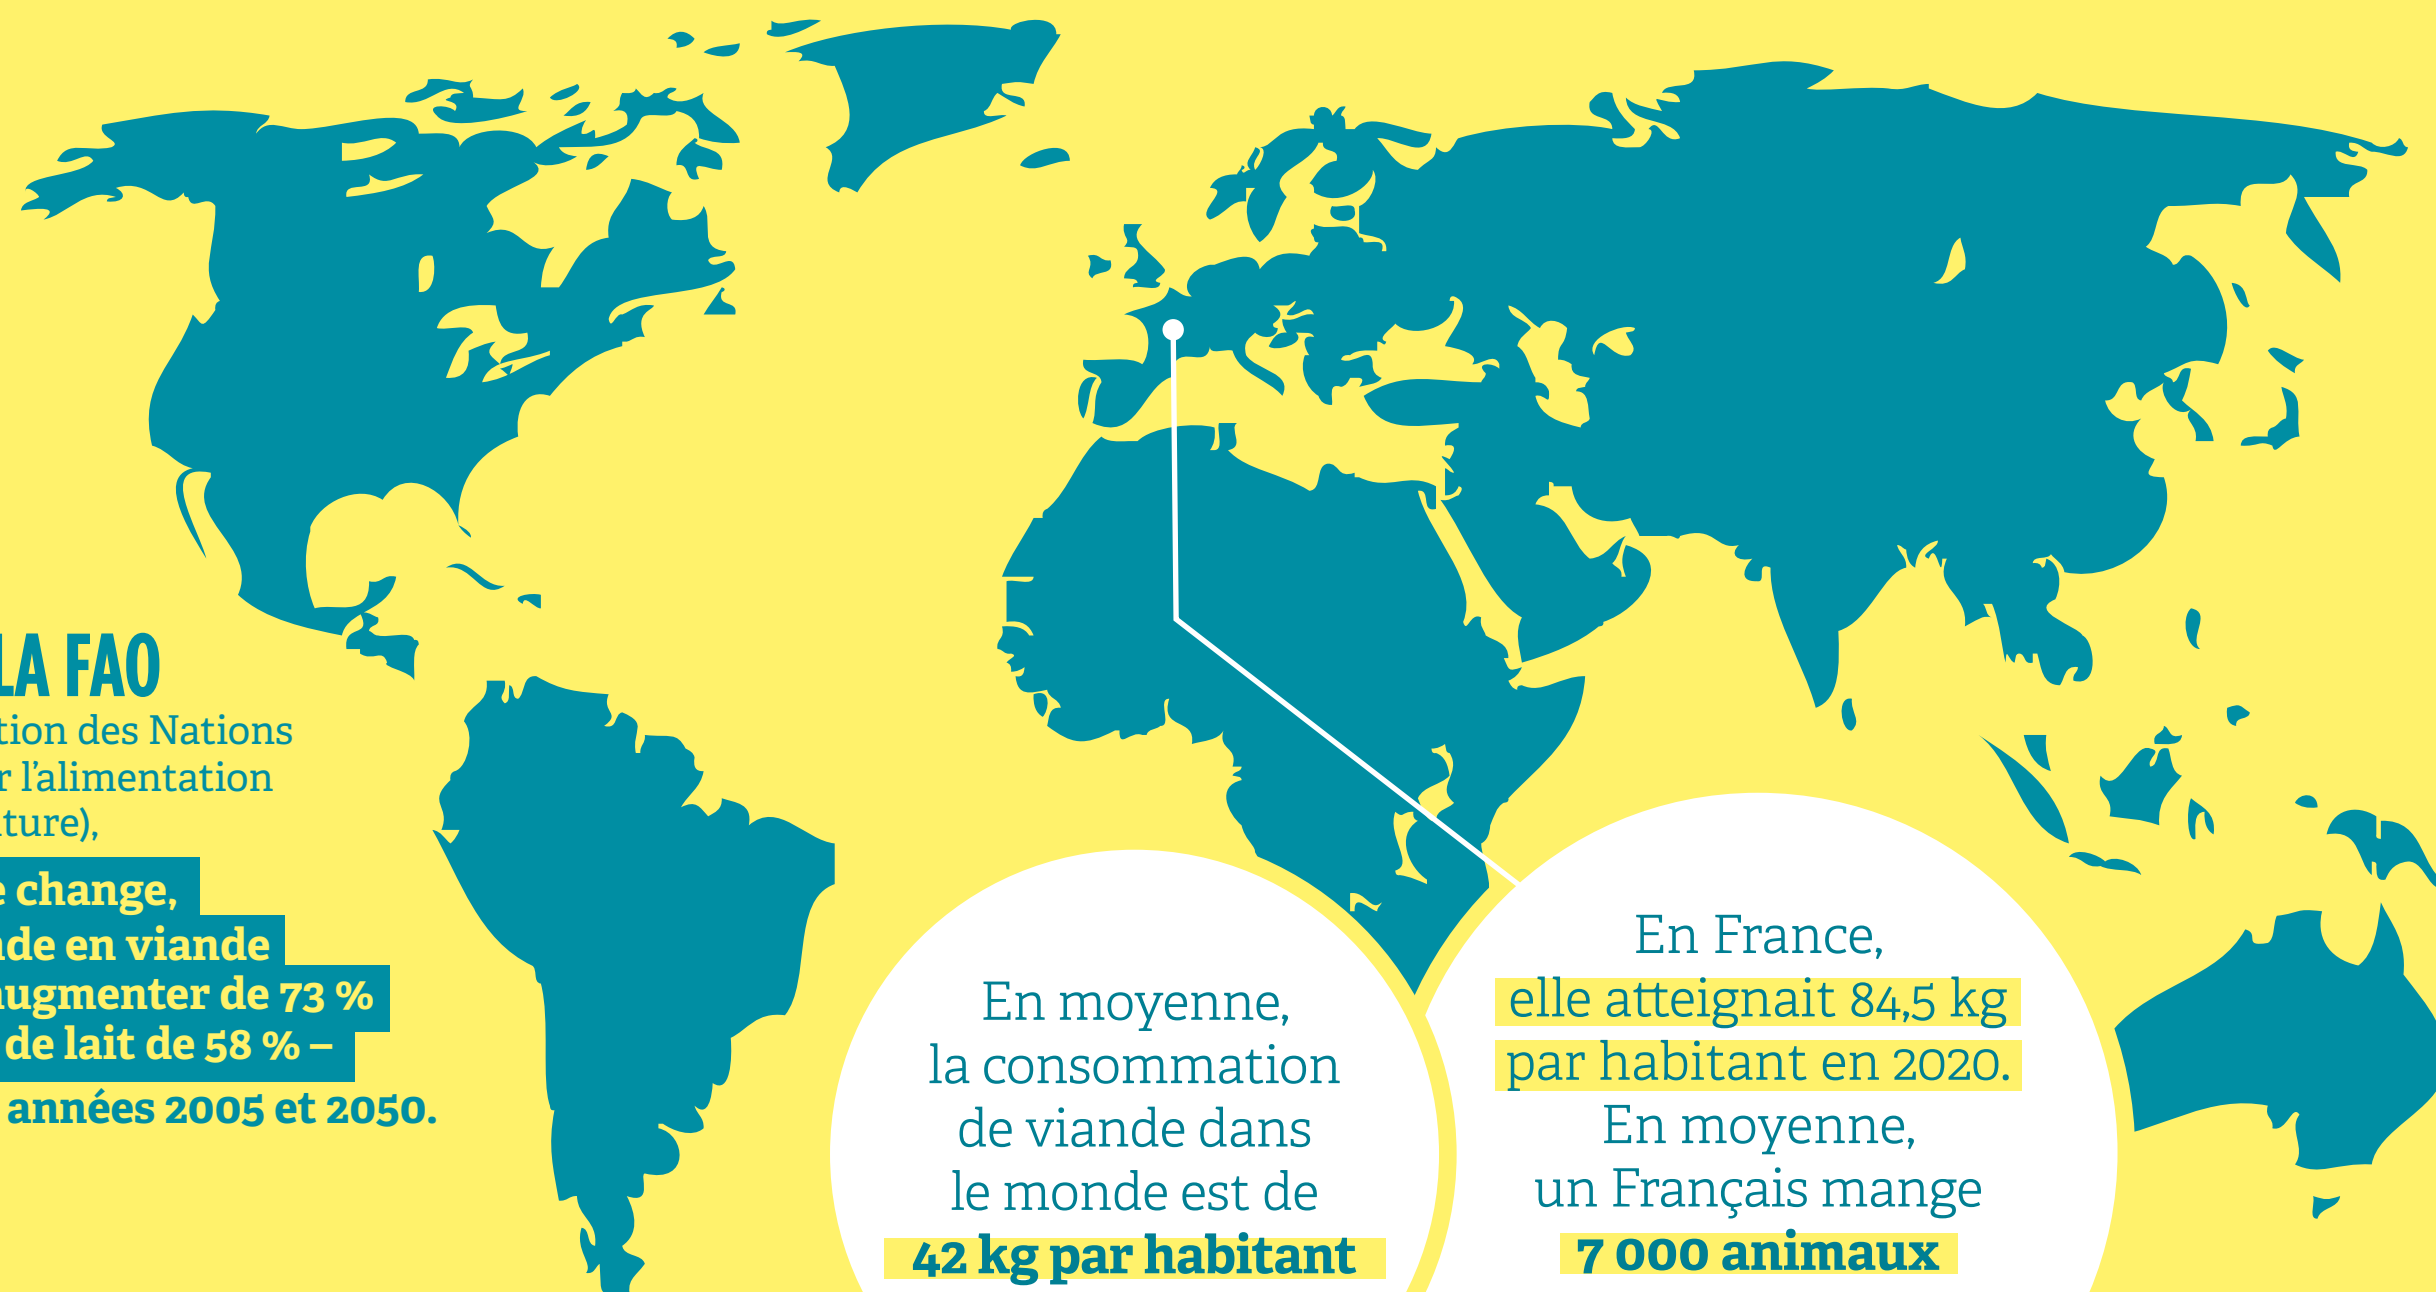 LA FAO
tion des Nations
r l'alimentation
ture),
e change,
de en viande
augmenter de 73 %
de lait de 58 % –
années 2005 et 2050.
En moyenne,
la consommation
de viande dans
le monde est de
42 kg par habitant
En France,
elle atteignait 84,5 kg
par habitant en 2020.
En moyenne,
un Français mange
7 000 animaux